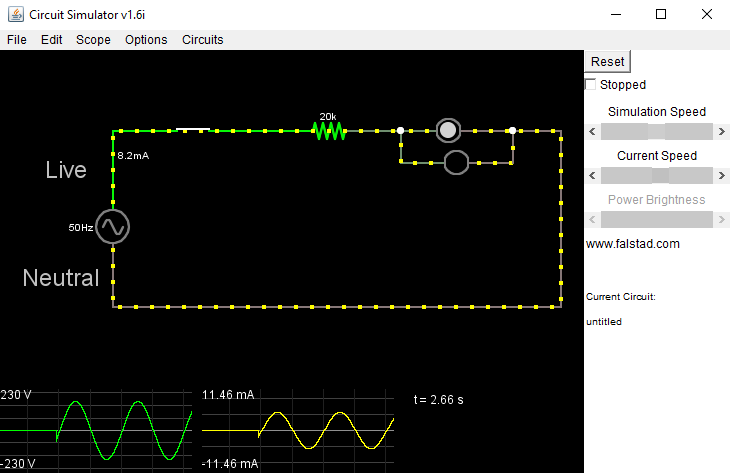 Circuit Simulator v1.6i
File Edit Scope Options Circuits
Reset
Stopped
Simulation Speed
Current Speed
Power Brightness
www.falstad.com
Current Circuit:
untitled
20k
8.2mA
Live
50Hz
Neutral
230 V
-230 V
11.46 mA
-11.46 mA
t = 2.66 s